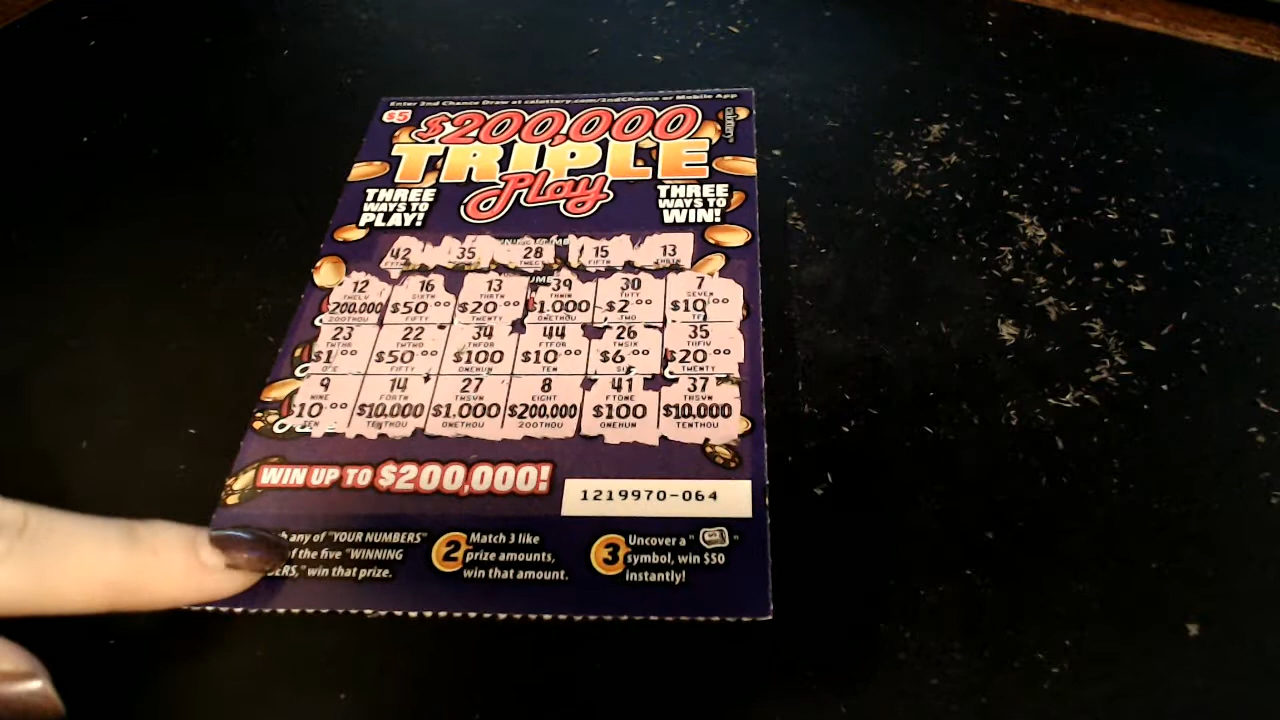 Enter 2nd Chance Draw at calottery.com/2ndChance or Mobile App
$5
calottery
$200,000
TRIPLE
Play
THREE WAYS TO PLAY!
THREE WAYS TO WIN!
42 35 28 15 13
12 16 13 39 30 7
TWELV SIXTN THRTN THNIN TUTY SEVEN
200.000 $50.00 $20.00 $1.000 $2.00 $10.00
200THOU FIFTY TWENTY ONETHOU TWO
23 22 34 44 26 35
TWTHR TWTWO THFOR FTFOR TWSIX THFIV
$1.00 $50.00 $100 $10.00 $6.00 $20.00
FIFTY ONEHUN TEN SIX TWENTY
9 14 27 8 41 37
NINE FORTN TWSVN EIGHT FTONE THSVN
$10.00 $10,000 $1.000 $200,000 $100 $10.000
TEN TENTHOU ONETHOU 200THOU ONEHUN TENTHOU
WIN UP TO $200,000!
1219970-064
any of "YOUR NUMBERS"
of the five "WINNING
win that prize.
2 Match 3 like
prize amounts,
win that amount.
3 Uncover a " "
symbol, win $50
instantly!